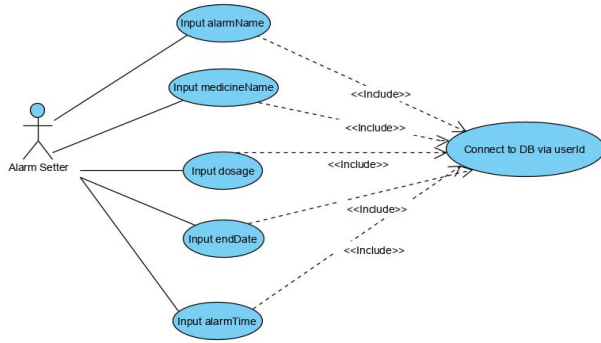 Input alarmName
Input medicineName
<<Include>>
<<Include>>
Connect to DB via userId
Alarm Setter
Input dosage
<<Include>>
<<Include>>
Input endDate
<<Include>>
Input alarmTime